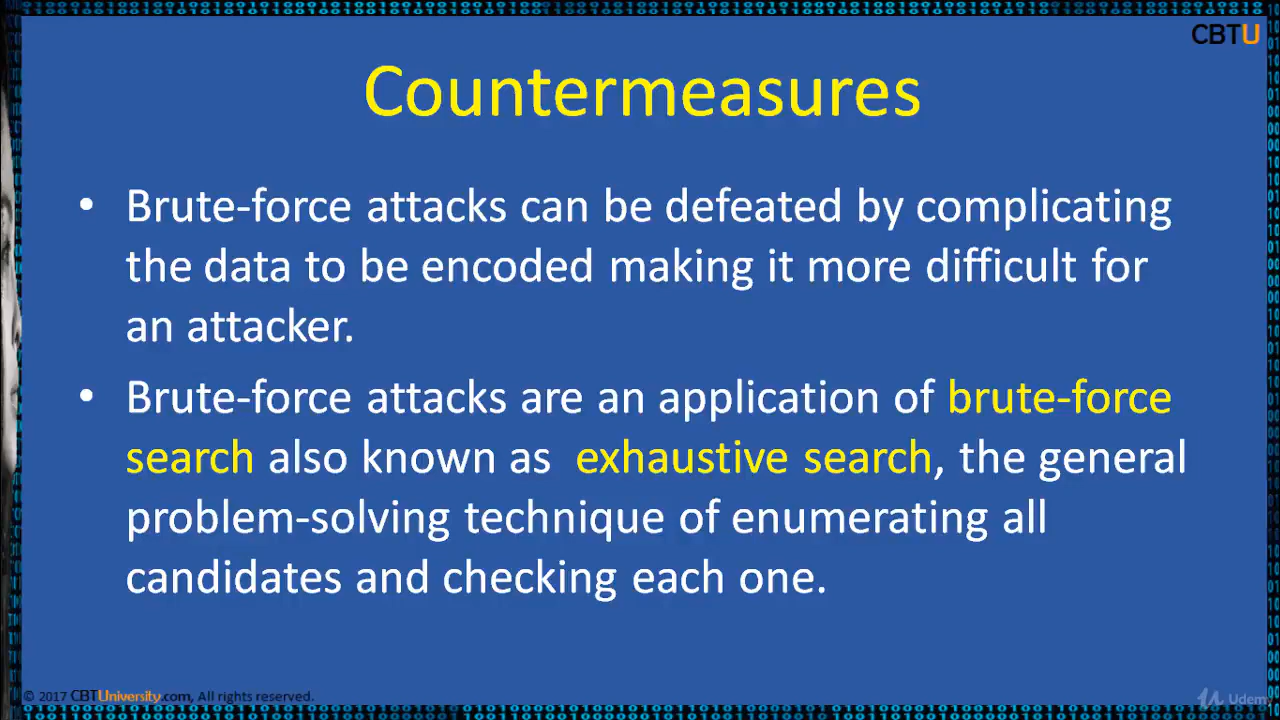 CBTU
Countermeasures
• Brute-force attacks can be defeated by complicating
the data to be encoded making it more difficult for
an attacker.
• Brute-force attacks are an application of brute-force
search also known as exhaustive search, the general
problem-solving technique of enumerating all
candidates and checking each one.
© 2017 CBTUniversity.com, All rights reserved.